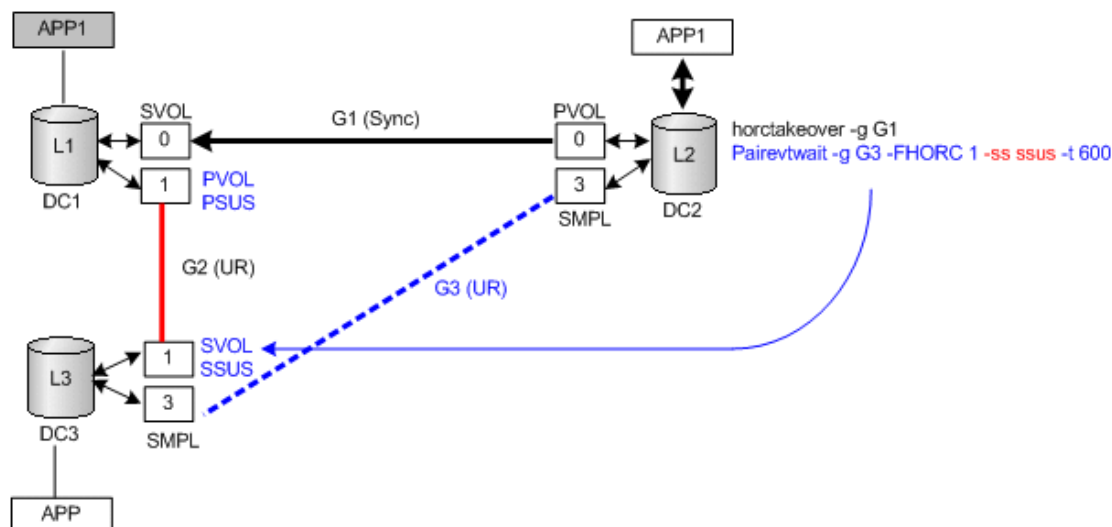 APP1
APP1
SVOL
G1 (Sync)
PVOL
L1
0
0
L2
horctakeover -g G1
Pairevtwait -g G3 -FHORC 1 -ss ssus -t 600
1
PVOL
PSUS
3
DC1
SMPL
DC2
G2 (UR)
G3 (UR)
L3
1
SVOL
SSUS
3
DC3
SMPL
APP